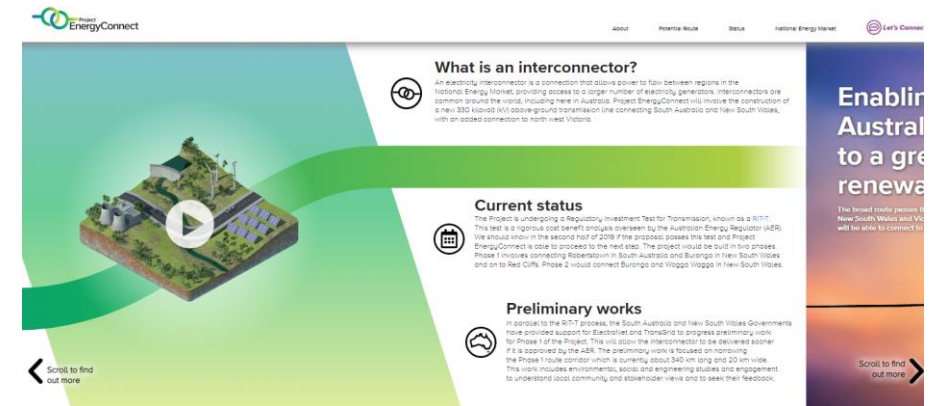 Project
EnergyConnect
About
Potential Route
Status
National Energy Market
Let's Connec
What is an interconnector?
An electricity interconnector is a connection that allows power to flow between regions in the
National Energy Market, providing access to a larger number of electricity generators. Interconnectors are
common around the world, including here in Australia. Project EnergyConnect will involve the construction of
a new 330 kilovolt (kV) above-ground transmission line connecting South Australia and New South Wales,
with an added connection to north west Victoria.
Current status
The Project is undergoing a Regulatory Investment Test for Transmission, known as a RIT-T.
This test is a rigorous cost benefit analysis overseen by the Australian Energy Regulator (AER).
We should know in the second half of 2019 if the proposal passes this test and Project
EnergyConnect is able to proceed to the next step. The project would be build in two phases.
Phase 1 involves connecting Robertstown in South Australia and Buronga in New South Wales
and on to Red Cliffs. Phase 2 would connect Buronga and Wagga Wagga in New South Wales.
Preliminary works
In parallel to the RIT-T process, the South Australia and New South Wales Governments
have provided support for ElectraNet and TransGrid to progress preliminary work
for Phase 1 of the Project. This will allow the interconnector to be delivered sooner
if it is approved by the AER. The preliminary work is focused on narrowing
the Phase 1 route corridor which is currently about 340 km long and 20 km wide.
This work includes environmental, social and engineering studies and engagement
to understand local community and stakeholder views and to seek their feedback.
Enablin
Austral
to a gre
renewa
The broad route passes th
New South Wales and Vic
will be able to connect to
Scroll to find
out more
Scroll to find
out more